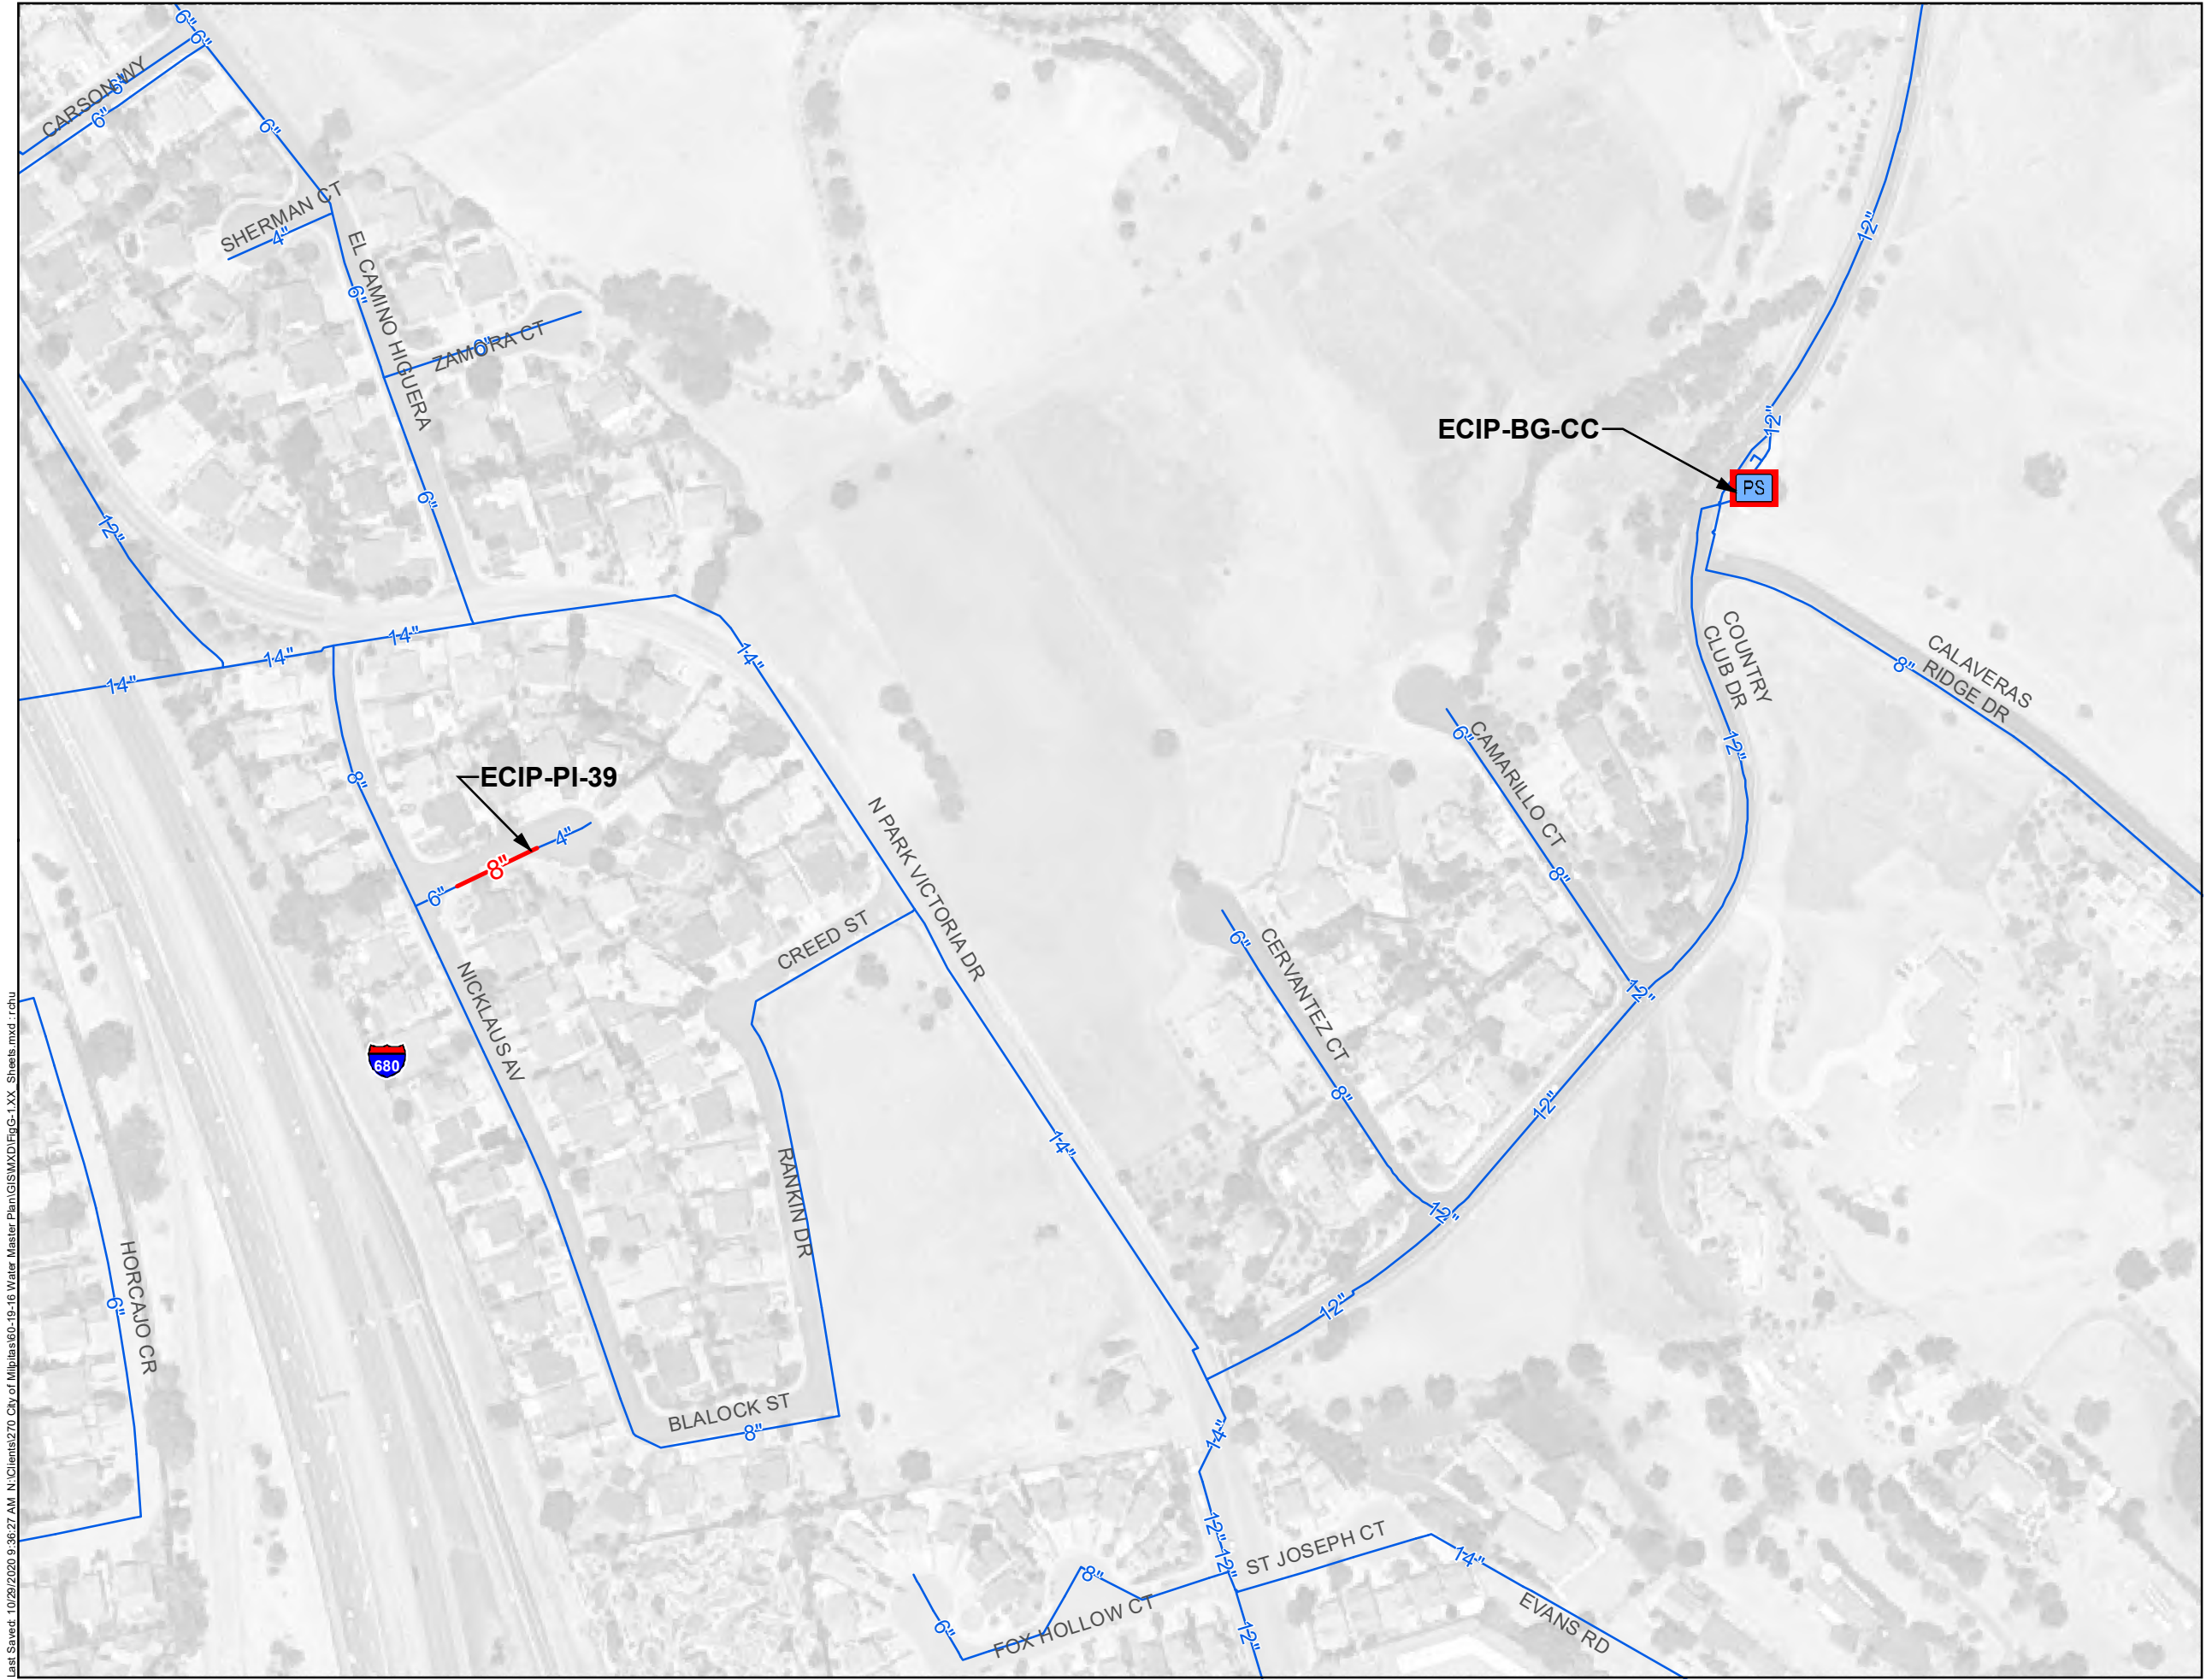 6"
6"
CARSON WY
6"
6"
6"
SHERMAN CT
4"
EL CAMINO HIGUERA
6"
ZAMORA CT
6"
6"
12"
14"
14"
14"
14"
12"
12"
ECIP-BG-CC
PS
COUNTRY
CLUB DR
CALAVERAS
RIDGE DR
8"
12"
8"
ECIP-PI-39
4"
8"
6"
N PARK VICTORIA DR
CREED ST
NICKLAUS AV
680
6"
CAMARILLO CT
8"
12"
6"
CERVANTEZ CT
8"
12"
12"
12"
14"
RANKIN DR
HORCAJO CR
6"
BLALOCK ST
8"
14"
12"
12"
ST JOSEPH CT
14"
EVANS RD
8"
FOX HOLLOW CT
6"
12"
Last Saved: 10/29/2020 9:36:27 AM N:\Clients\270 City of Milpitas\60-19-16 Water Master Plan\GIS\MXD\FigG-1.XX_Sheets.mxd : rchu